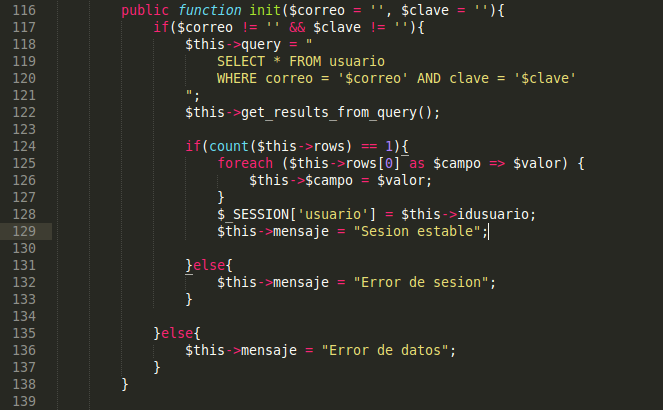 116 public function init($correo = '', $clave = ''){
117 if($correo != '' && $clave != ''){
118 $this->query = "
119 SELECT * FROM usuario
120 WHERE correo = '$correo' AND clave = '$clave'
121 ";
122 $this->get_results_from_query();
123
124 if(count($this->rows) == 1){
125 foreach ($this->rows[0] as $campo => $valor) {
126 $this->$campo = $valor;
127 }
128 $_SESSION['usuario'] = $this->idusuario;
129 $this->mensaje = "Sesion estable";
130
131 }else{
132 $this->mensaje = "Error de sesion";
133 }
134
135 }else{
136 $this->mensaje = "Error de datos";
137 }
138 }
139